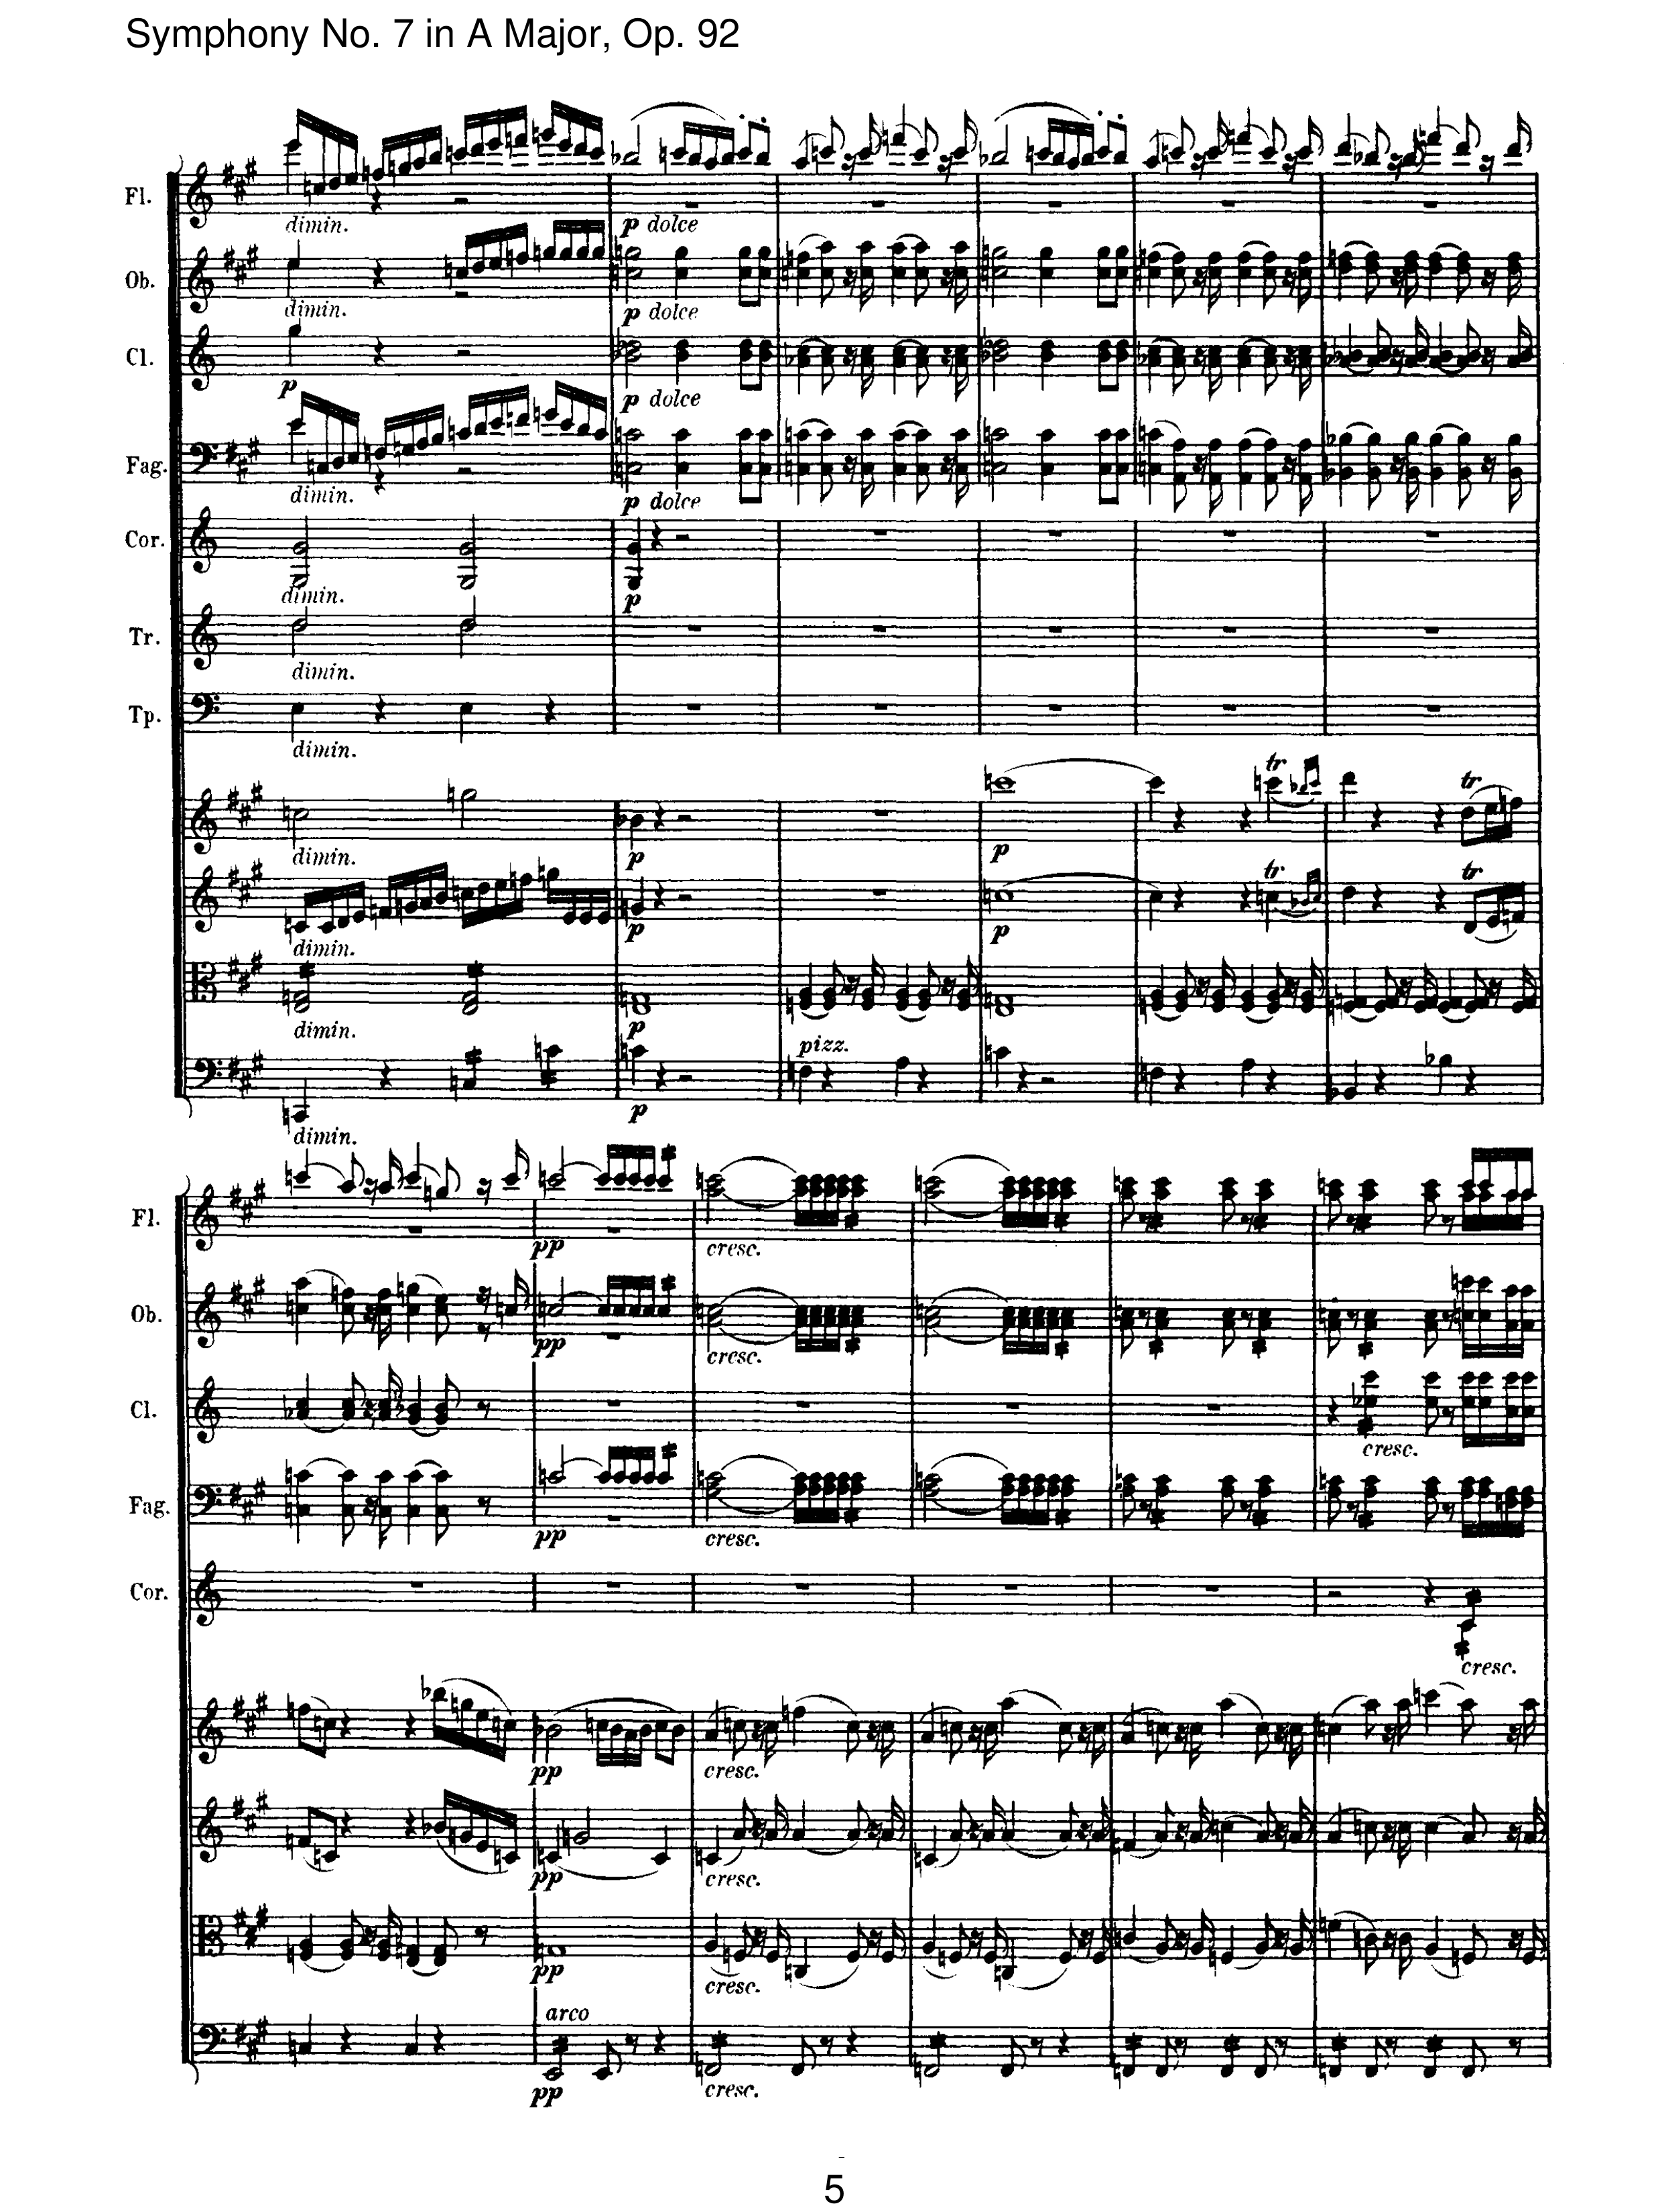 Symphony No. 7 in A Major, Op. 92
Fl.
dimin.
p dolce
Ob.
dimin.
p dolce
Cl.
p
p dolce
Fag.
dimin.
p dolce
Cor.
dimin.
p
Tr.
dimin.
Tp.
dimin.
tr
dimin.
p
p
tr
tr
tr
dimin.
p
p
dimin.
p
pizz.
dimin.
p
Fl.
pp
cresc.
Ob.
pp
cresc.
Cl.
cresc.
Fag.
pp
cresc.
Cor.
cresc.
pp
cresc.
pp
cresc.
pp
cresc.
arco
pp
cresc.
5